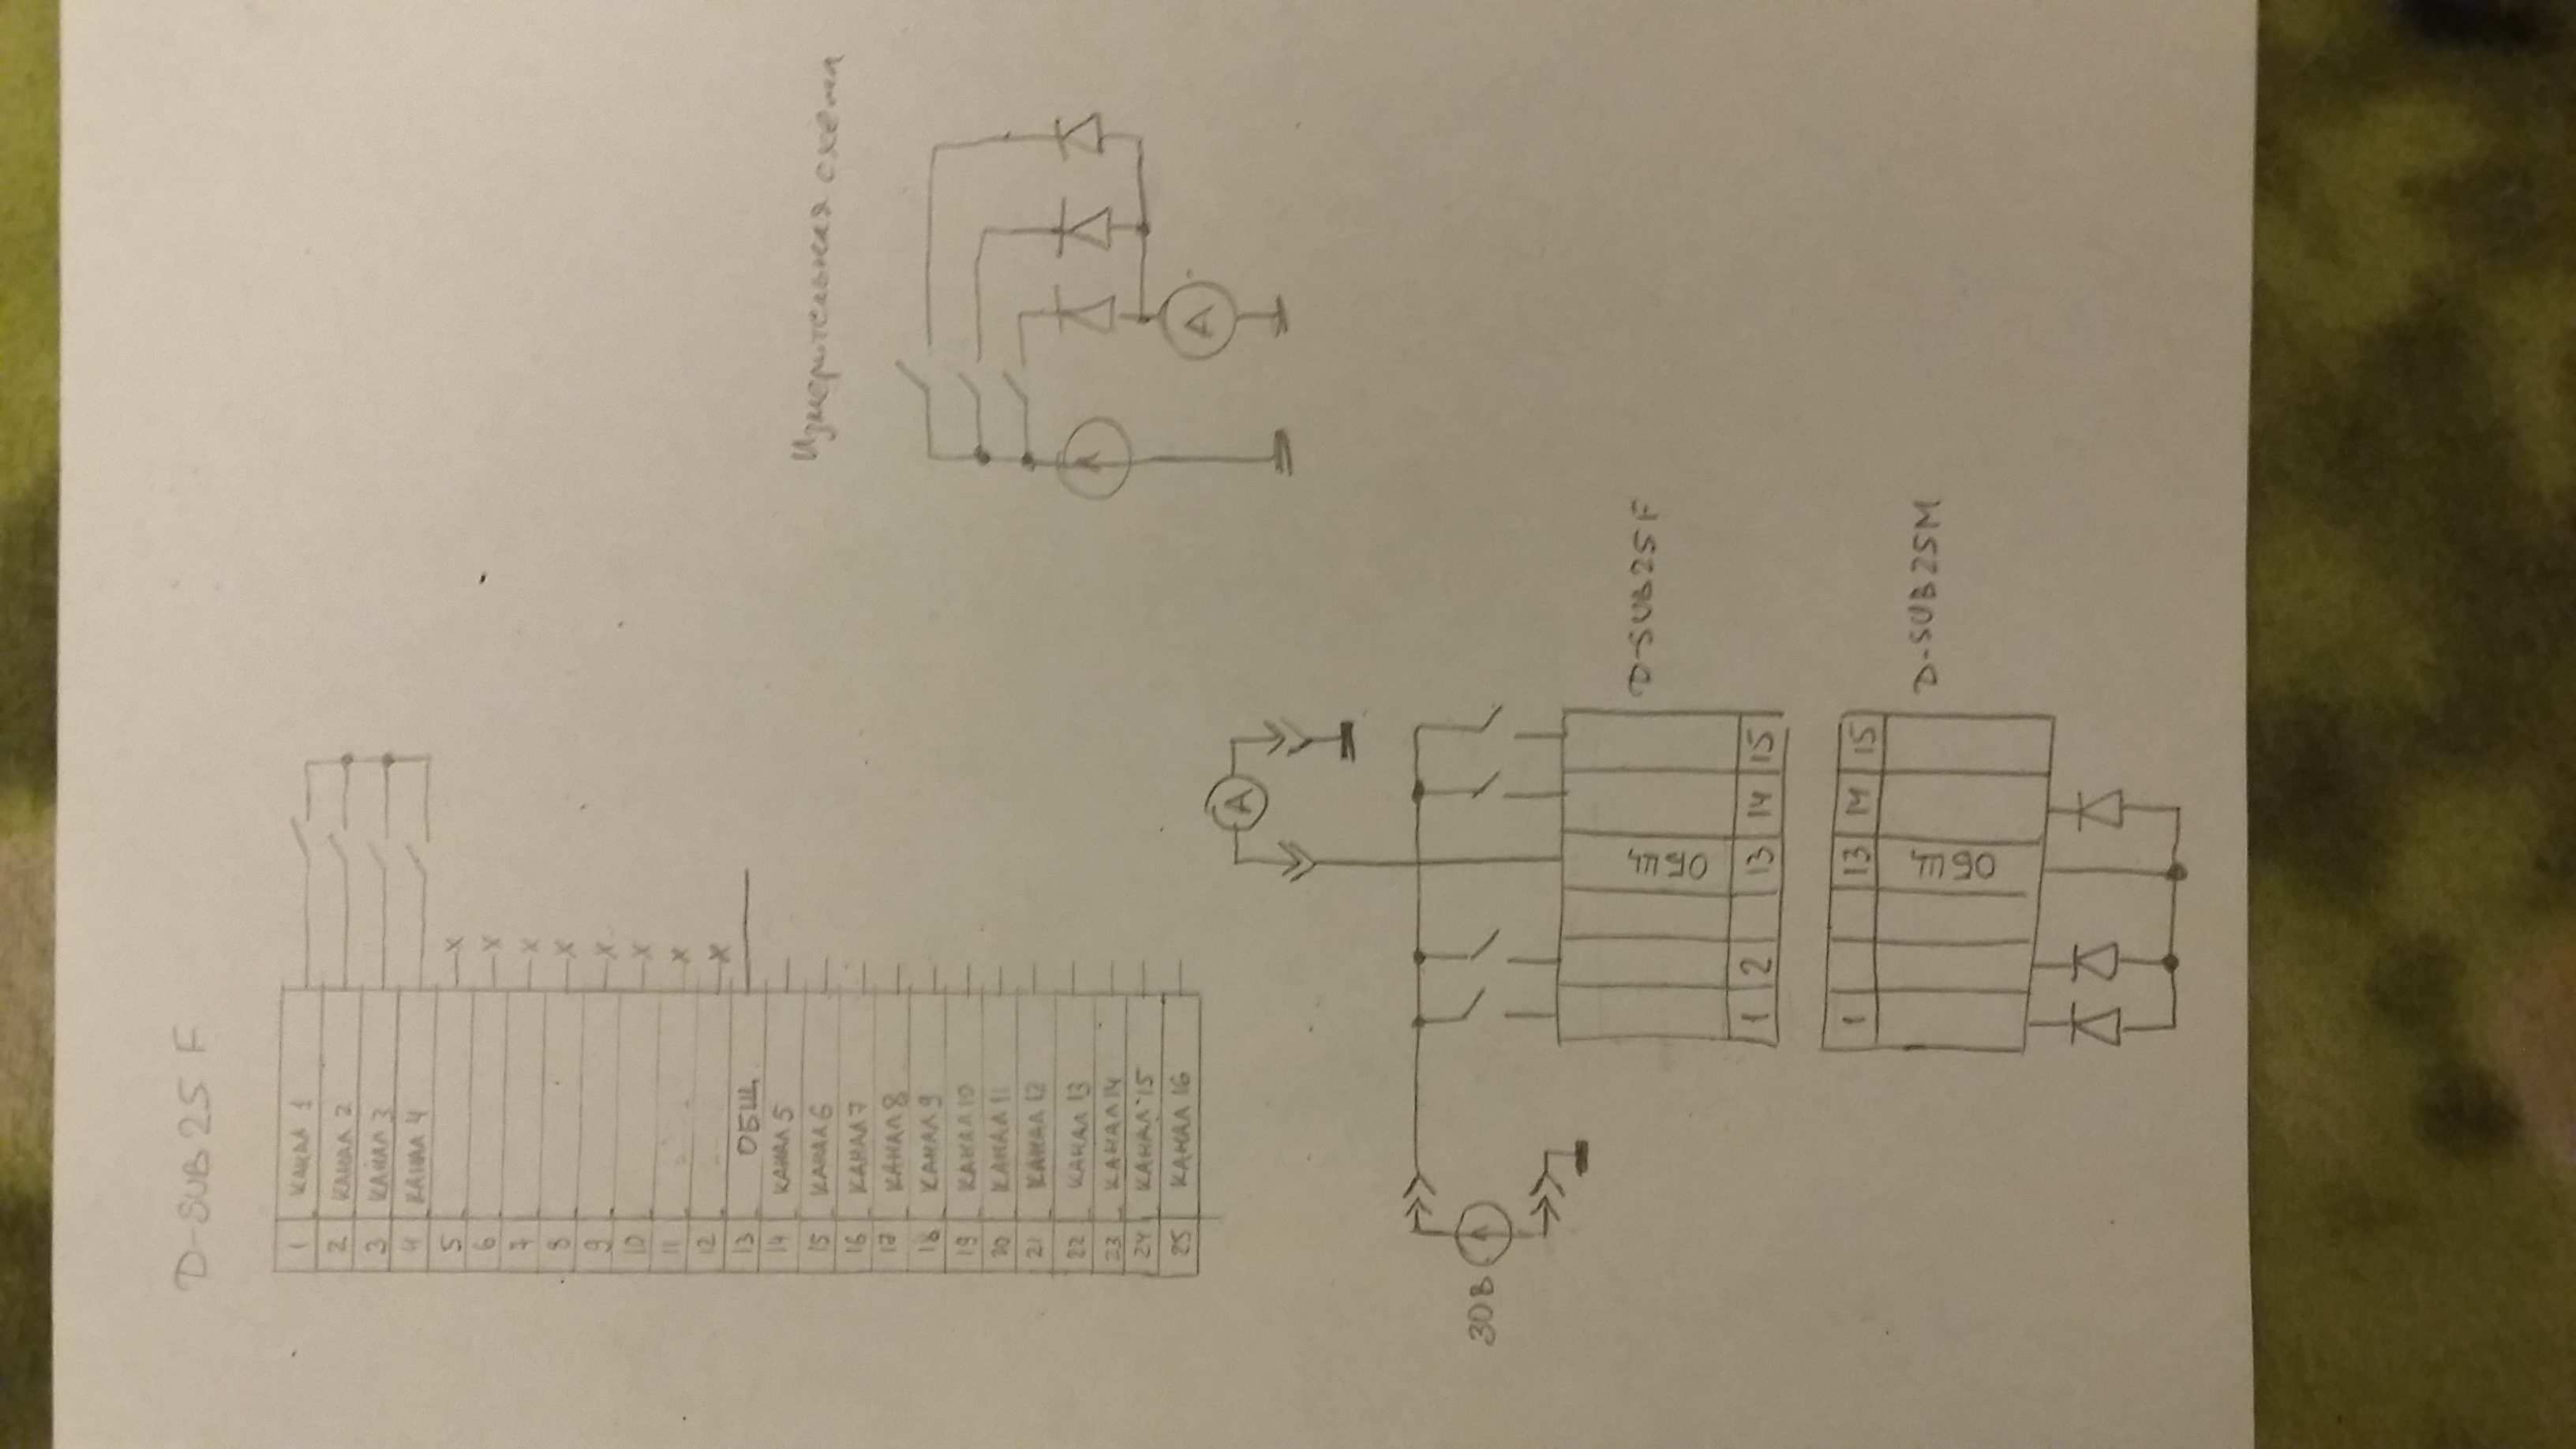 D-SUB 25 F
1 КАНАЛ 1
2 КАНАЛ 2
3 КАНАЛ 3
4 КАНАЛ 4
5 X
6 X
7 X
8 X
9 X
10 X
11 X
12 X
13 ОБЩ
14 КАНАЛ 5
15 КАНАЛ 6
16 КАНАЛ 7
17 КАНАЛ 8
18 КАНАЛ 9
19 КАНАЛ 10
20 КАНАЛ 11
21 КАНАЛ 12
22 КАНАЛ 13
23 КАНАЛ 14
24 КАНАЛ 15
25 КАНАЛ 16
Измерительная схема
A
A
30В
ОБЩ
D-SUB25F
1 2 13 14 15
1 13 14 15
ОБЩ
D-SUB25M